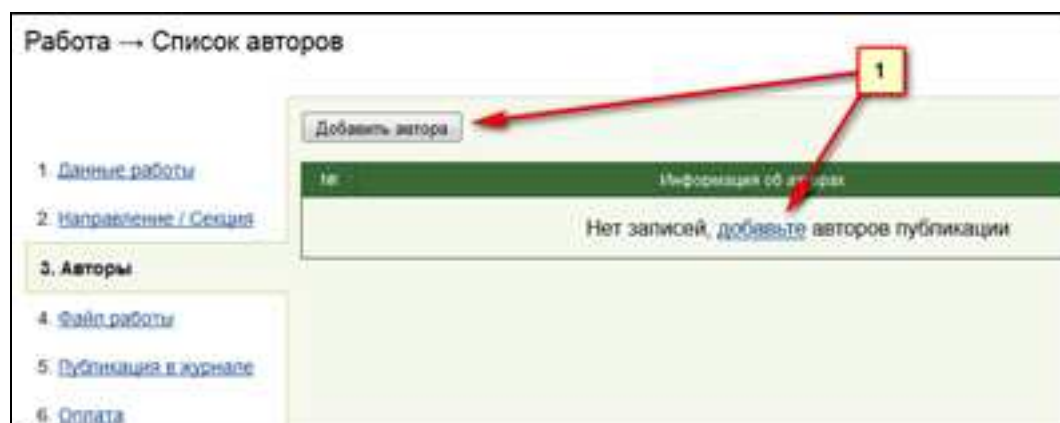 Работа → Список авторов
1
Добавить автора
1. Данные работы
2. Направление / Секция
3. Авторы
4. Файл работы
5. Публикация в журнале
6. Оплата
№ Информация об авторах
Нет записей, добавьте авторов публикации